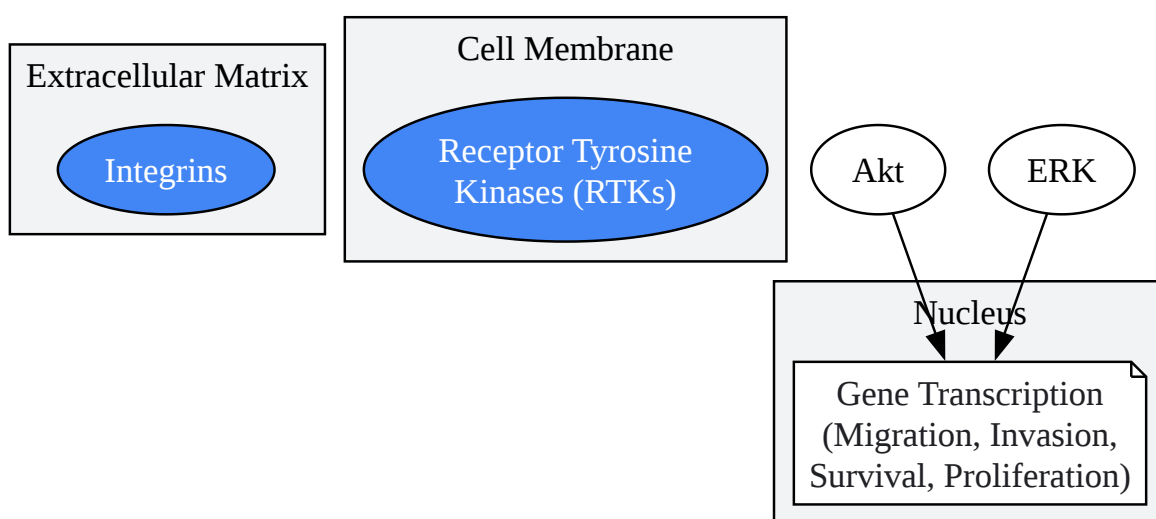 Extracellular Matrix
Integrins
Cell Membrane
Receptor Tyrosine
Kinases (RTKs)
Akt
ERK
Nucleus
Gene Transcription
(Migration, Invasion,
Survival, Proliferation)